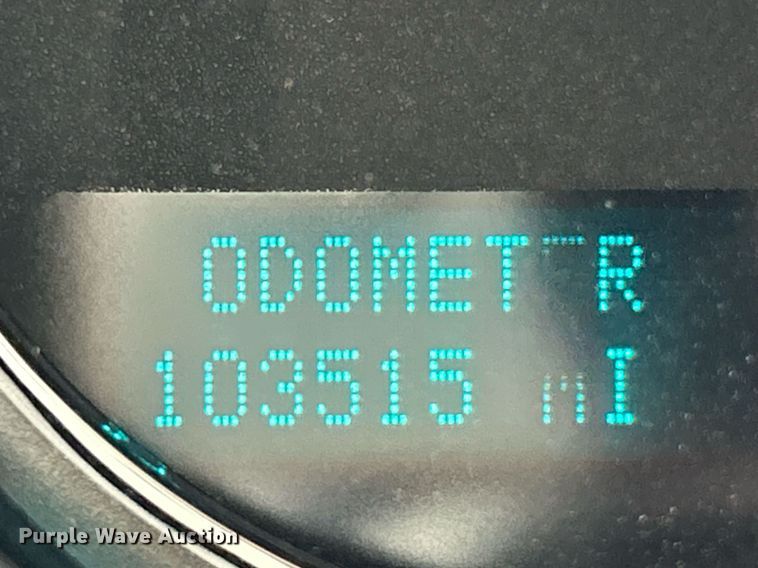 ODOMETER
103515 mI
Purple Wave Auction